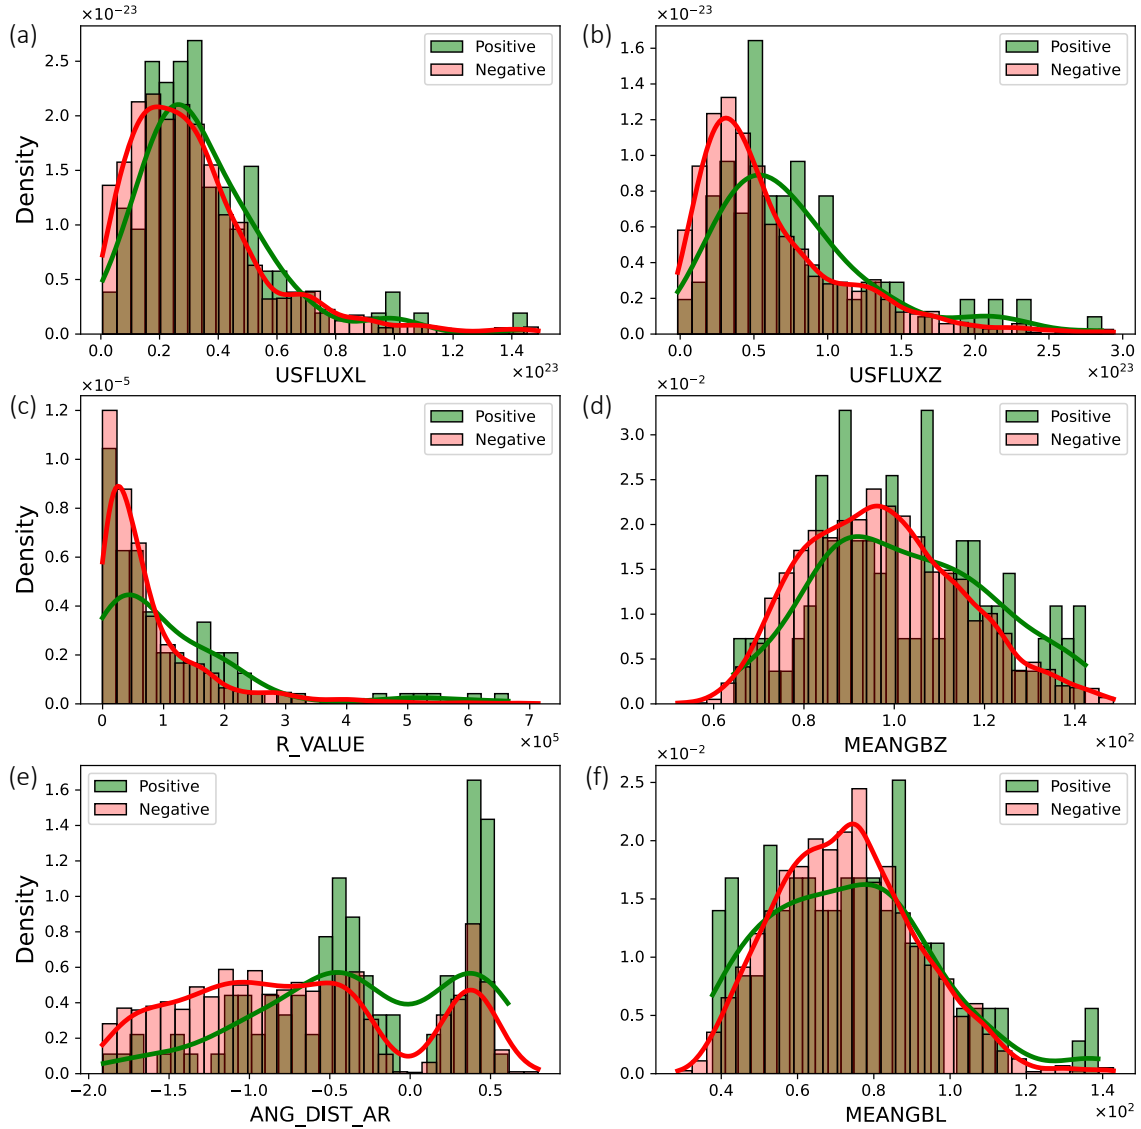 (a)
×10⁻²³
Density
2.5
2.0
1.5
1.0
0.5
0.0
Positive
Negative
0.0 0.2 0.4 0.6 0.8 1.0 1.2 1.4
USFLUXL
×10²³
(b)
×10⁻²³
1.6
1.4
1.2
0.9
0.7
0.5
0.2
0.0
Positive
Negative
0.0 0.5 1.0 1.5 2.0 2.5 3.0
USFLUXZ
×10²³
(c)
×10⁻⁵
Density
1.2
1.0
0.8
0.6
0.4
0.2
0.0
Positive
Negative
0 1 2 3 4 5 6 7
R_VALUE
×10⁵
(d)
×10⁻²
3.0
2.5
2.0
1.5
1.0
0.5
0.0
Positive
Negative
0.6 0.8 1.0 1.2 1.4
MEANGBZ
×10²
(e)
Density
1.6
1.4
1.2
1.0
0.8
0.6
0.4
0.2
0.0
Positive
Negative
−2.0 −1.5 −1.0 −0.5 0.0 0.5
ANG_DIST_AR
(f)
×10⁻²
2.5
2.0
1.5
1.0
0.5
0.0
Positive
Negative
0.4 0.6 0.8 1.0 1.2 1.4
MEANGBL
×10²